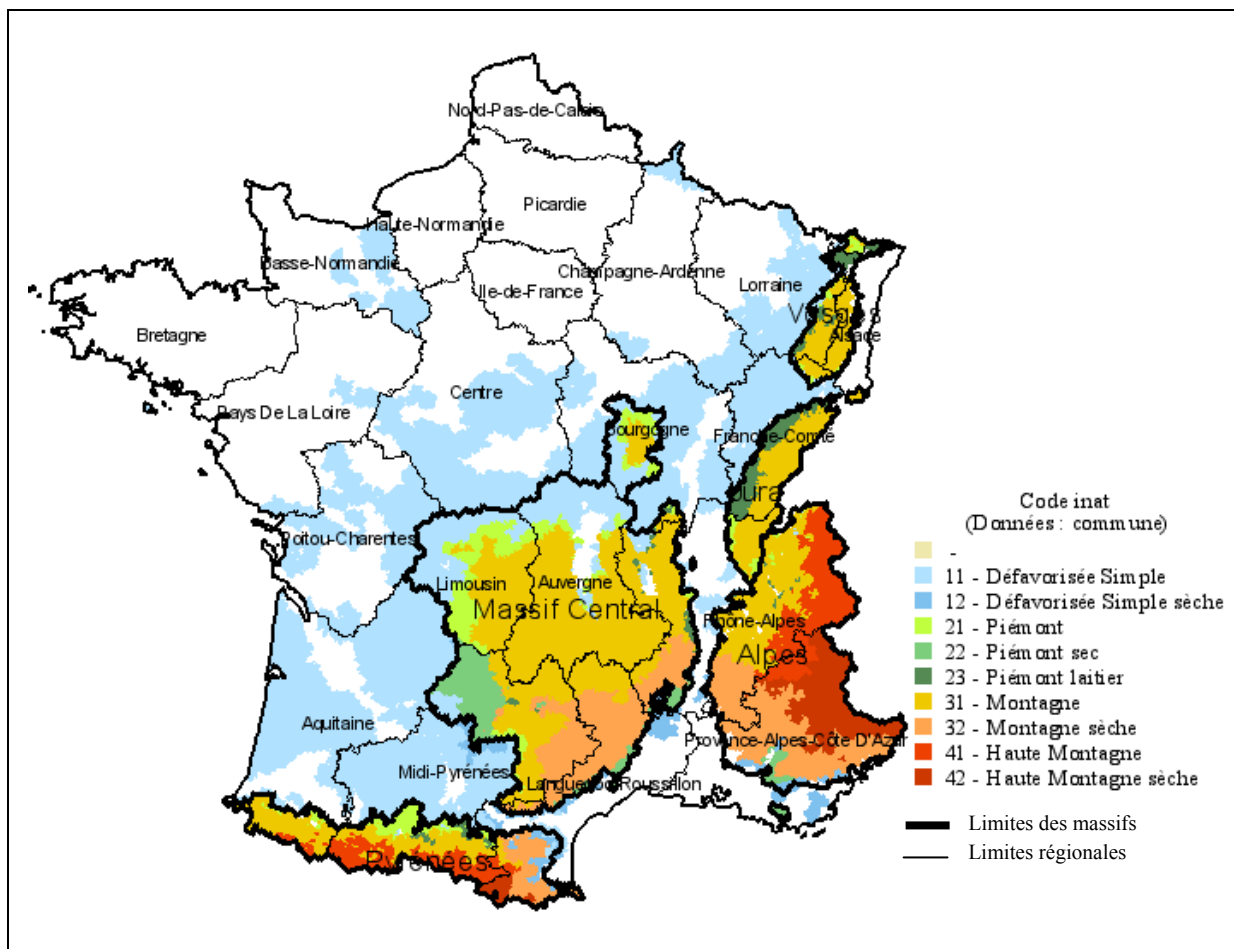 Nord-Pas-de-Calais
Picardie
Haute-Normandie
Basse-Normandie
Champagne-Ardenne
Ile-de-France
Lorraine
Vosges
Alsace
Bretagne
Centre
Pays De La Loire
Bourgogne
Franche-Comté
Jura
Poitou-Charentes
Limousin
Auvergne
Massif Central
Rhône-Alpes
Alpes
Aquitaine
Provence-Alpes-Côte D'Azur
Midi-Pyrénées
Languedoc-Roussillon
Pyrénées
Code inat
(Données : commune)
-
11 - Défavorisée Simple
12 - Défavorisée Simple sèche
21 - Piémont
22 - Piémont sec
23 - Piémont laitier
31 - Montagne
32 - Montagne sèche
41 - Haute Montagne
42 - Haute Montagne sèche
Limites des massifs
Limites régionales